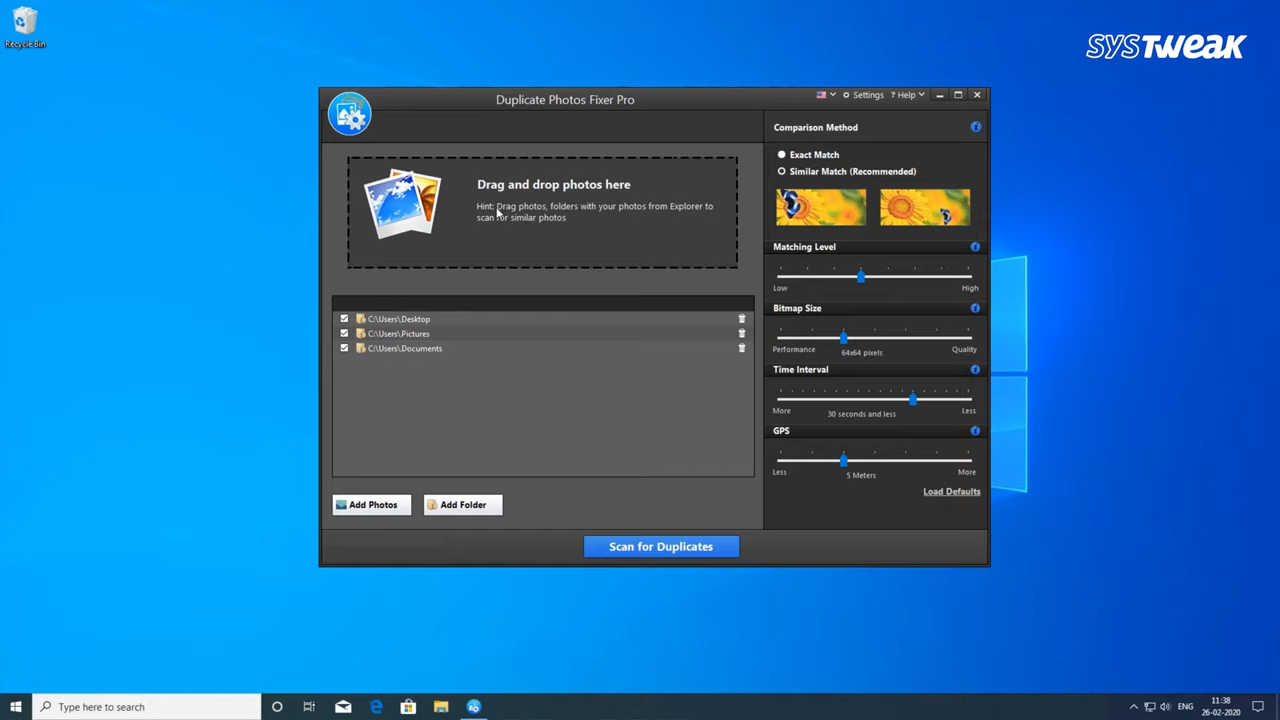 Recycle Bin
SYSTWEAK
Duplicate Photos Fixer Pro
Settings
? Help
Drag and drop photos here
Hint: Drag photos, folders with your photos from Explorer to
scan for similar photos
C:\Users\Desktop
C:\Users\Pictures
C:\Users\Documents
Add Photos
Add Folder
Comparison Method
Exact Match
Similar Match (Recommended)
Matching Level
Low
High
Bitmap Size
Performance
64x64 pixels
Quality
Time Interval
More
30 seconds and less
Less
GPS
Less
5 Meters
More
Load Defaults
Scan for Duplicates
Type here to search
ENG
11:38
26-02-2020